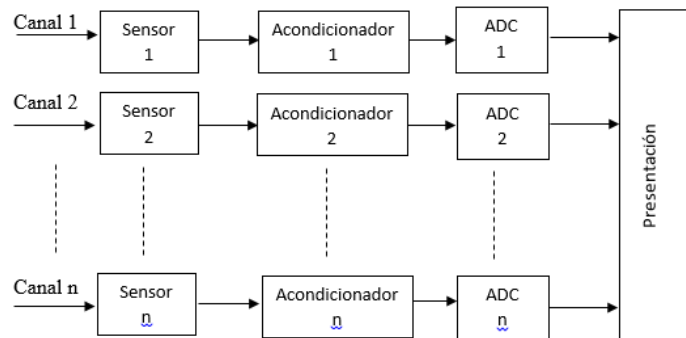 Canal 1
Sensor
1
Acondicionador
1
ADC
1
Canal 2
Sensor
2
Acondicionador
2
ADC
2
Presentación
Canal n
Sensor
n
Acondicionador
n
ADC
n